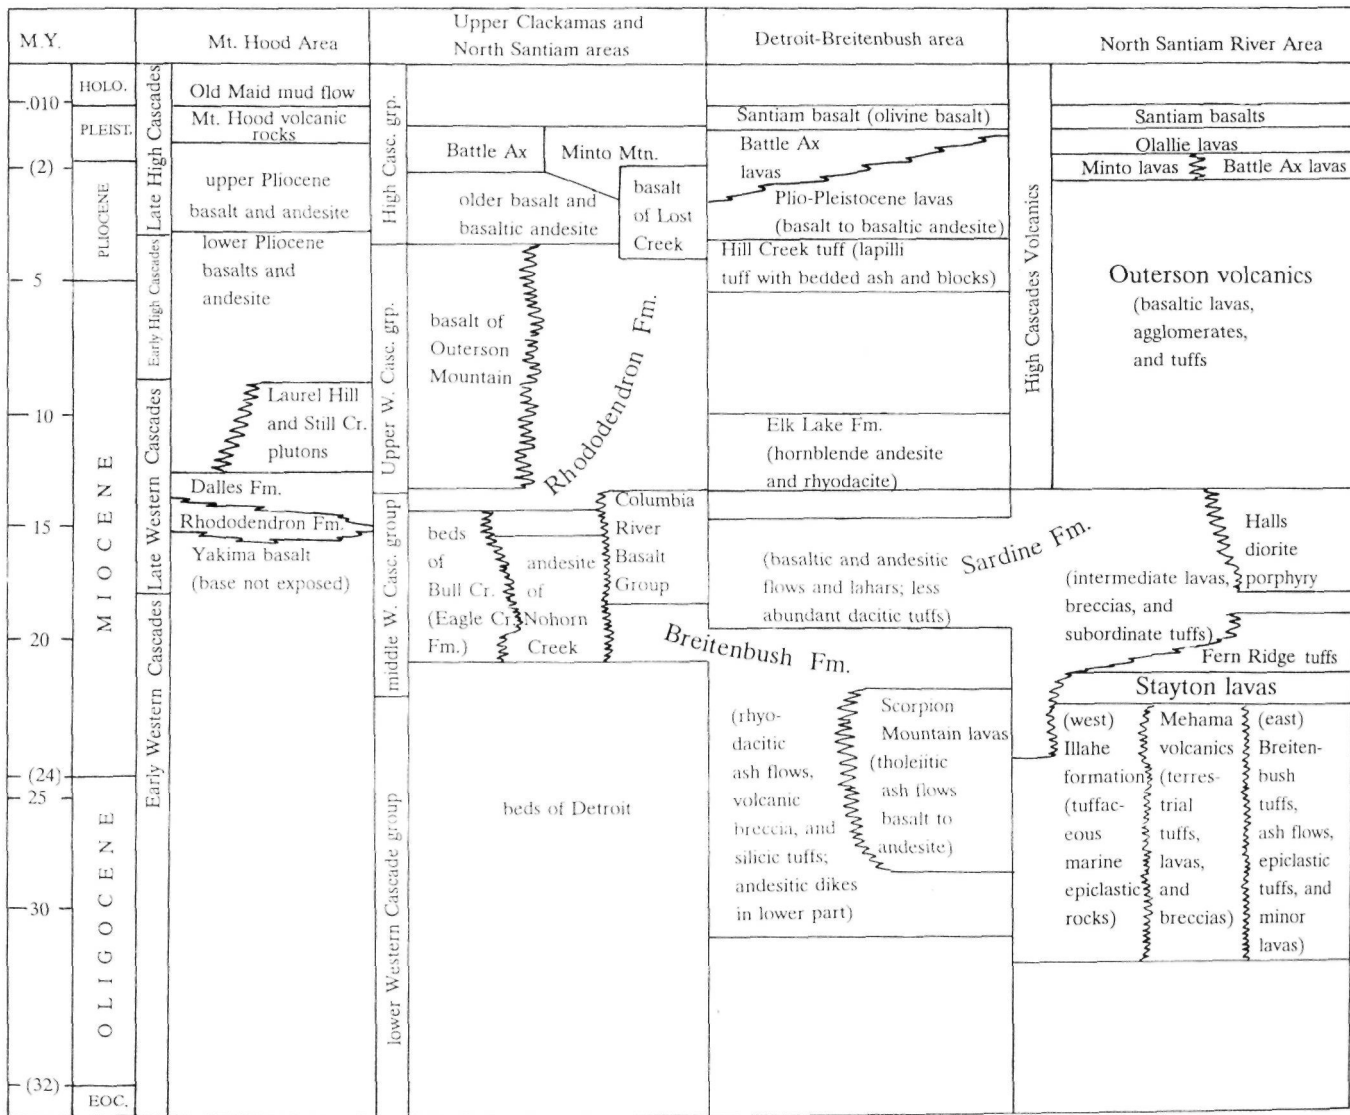 M.Y.
Mt. Hood Area
Upper Clackamas and
North Santiam areas
Detroit-Breitenbush area
North Santiam River Area
.010
(2)
5
10
15
20
(24)
25
30
(32)
HOLO.
PLEIST.
PLIOCENE
MIOCENE
OLIGOCENE
EOC.
Late High Cascades
Early High Cascades
Late Western Cascades
Early Western Cascades
Old Maid mud flow
Mt. Hood volcanic
rocks
upper Pliocene
basalt and andesite
lower Pliocene
basalts and
andesite
Laurel Hill
and Still Cr.
plutons
Dalles Fm.
Rhododendron Fm.
Yakima basalt
(base not exposed)
High Casc. grp.
Upper W. Casc. grp.
middle W. Casc. group
lower Western Cascade group
Battle Ax
Minto Mtn.
older basalt and
basaltic andesite
basalt
of Lost
Creek
basalt of
Outerson
Mountain
Rhododendron Fm.
beds
of
Bull Cr.
(Eagle Cr.
Fm.)
andesite
of
Nohorn
Creek
Columbia
River
Basalt
Group
Breitenbush Fm.
beds of Detroit
Santiam basalt (olivine basalt)
Battle Ax
lavas
Plio-Pleistocene lavas
(basalt to basaltic andesite)
Hill Creek tuff (lapilli
tuff with bedded ash and blocks)
Elk Lake Fm.
(hornblende andesite
and rhyodacite)
Sardine Fm.
(basaltic and andesitic
flows and lahars; less
abundant dacitic tuffs)
(rhyo-
dacitic
ash flows,
volcanic
breccia, and
silicic tuffs;
andesitic dikes
in lower part)
Scorpion
Mountain lavas
(tholeiitic
ash flows
basalt to
andesite)
High Cascades Volcanics
Santiam basalts
Olallie lavas
Minto lavas
Battle Ax lavas
Outerson volcanics
(basaltic lavas,
agglomerates,
and tuffs
Halls
diorite
porphyry
(intermediate lavas,
breccias, and
subordinate tuffs)
Fern Ridge tuffs
Stayton lavas
(west)
Illahe
formation
(tuffac-
eous
marine
epiclastic
rocks)
Mehama
volcanics
(terres-
trial
tuffs,
lavas,
and
breccias)
(east)
Breiten-
bush
tuffs,
ash flows,
epiclastic
tuffs, and
minor
lavas)